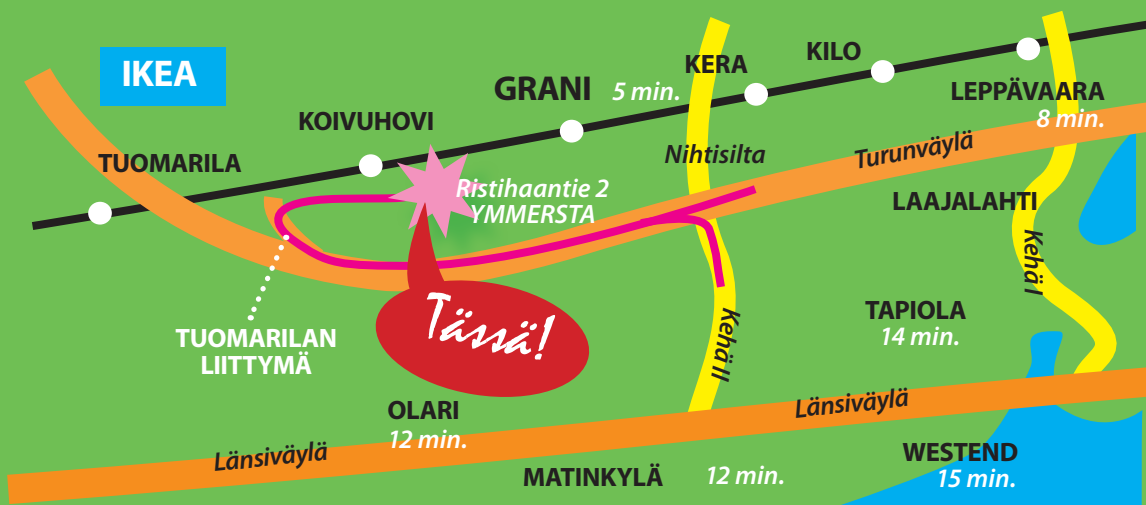 IKEA
KERA
KILO
GRANI 5 min.
LEPPÄVAARA
8 min.
KOIVUHOVI
TUOMARILA
Nihtisilta
Turunväylä
Ristihaantie 2
YMMERSTA
LAAJALAHTI
Kehä I
TUOMARILAN
LIITTYMÄ
Tässä!
Kehä II
TAPIOLA
14 min.
OLARI
12 min.
Länsiväylä
Länsiväylä
MATINKYLÄ 12 min.
WESTEND
15 min.